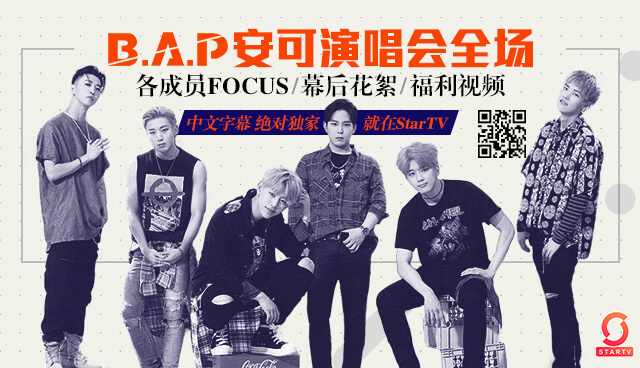 B.A.P安可演唱会全场
各成员FOCUS/幕后花絮/福利视频
中文字幕 绝对独家 就在StarTV
Coca-Cola
S
STARTV